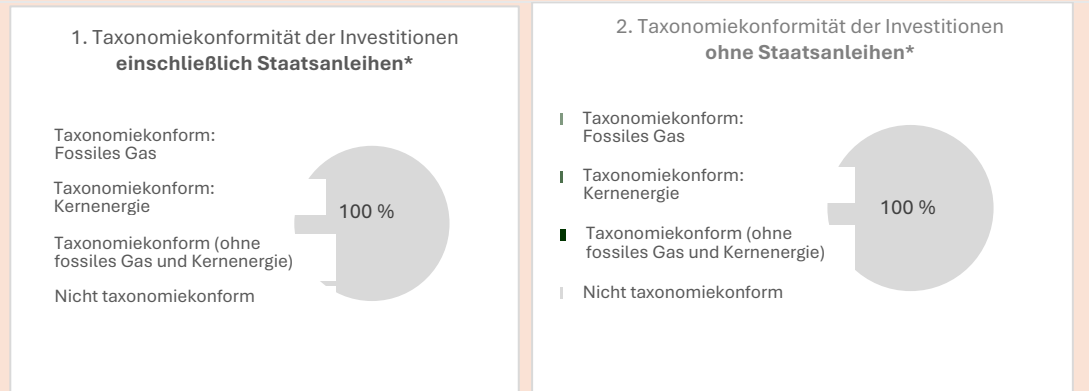 1. Taxonomiekonformität der Investitionen
einschließlich Staatsanleihen*
Taxonomiekonform:
Fossiles Gas
Taxonomiekonform:
Kernenergie
Taxonomiekonform (ohne
fossiles Gas und Kernenergie)
Nicht taxonomiekonform
100 %
2. Taxonomiekonformität der Investitionen
ohne Staatsanleihen*
Taxonomiekonform:
Fossiles Gas
Taxonomiekonform:
Kernenergie
Taxonomiekonform (ohne
fossiles Gas und Kernenergie)
Nicht taxonomiekonform
100 %